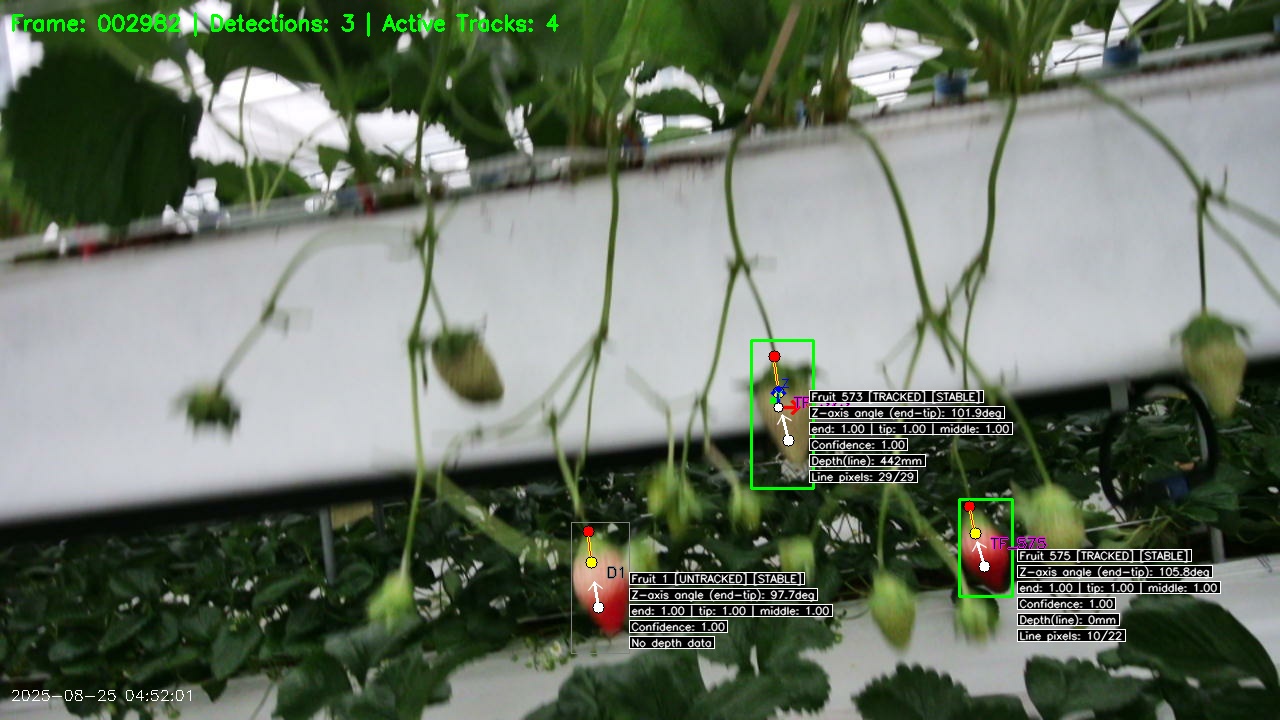 Frame: 002982 | Detections: 3 | Active Tracks: 4
Z
Fruit 573 [TRACKED] [STABLE]
Z-axis angle (end-tip): 101.9deg
end: 1.00 | tip: 1.00 | middle: 1.00
Confidence: 1.00
Depth(line): 442mm
Line pixels: 29/29
TF_575
Fruit 575 [TRACKED] [STABLE]
Z-axis angle (end-tip): 105.8deg
end: 1.00 | tip: 1.00 | middle: 1.00
Confidence: 1.00
Depth(line): 0mm
Line pixels: 10/22
D1
Fruit 1 [UNTRACKED] [STABLE]
Z-axis angle (end-tip): 97.7deg
end: 1.00 | tip: 1.00 | middle: 1.00
Confidence: 1.00
No depth data
2025-08-25 04:52:01